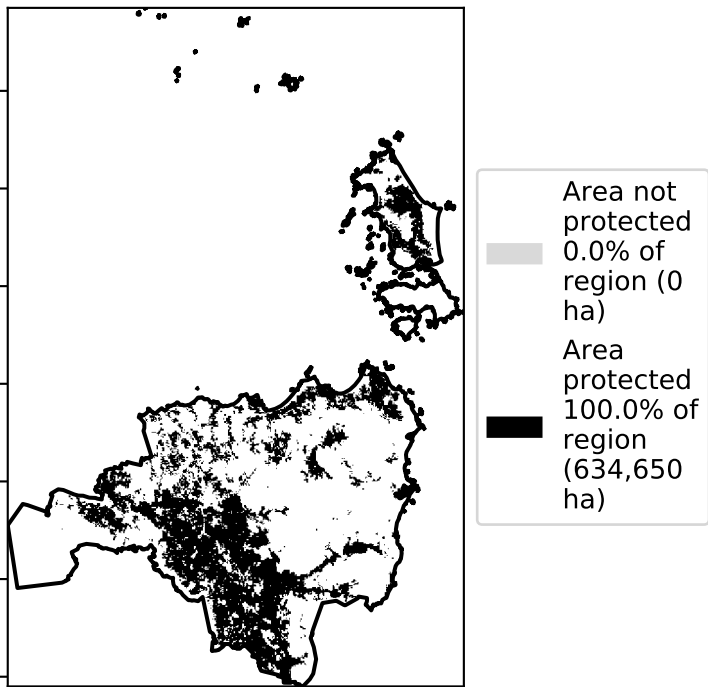 Area not
protected
0.0% of
region (0
ha)
Area
protected
100.0% of
region
(634,650
ha)